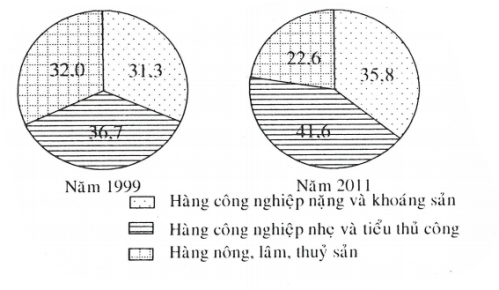 32,0 31,3
36,7
22,6 35,8
41,6
Năm 1999
Năm 2011
Hàng công nghiệp nặng và khoáng sản
Hàng công nghiệp nhẹ và tiểu thủ công
Hàng nông, lâm, thuỷ sản